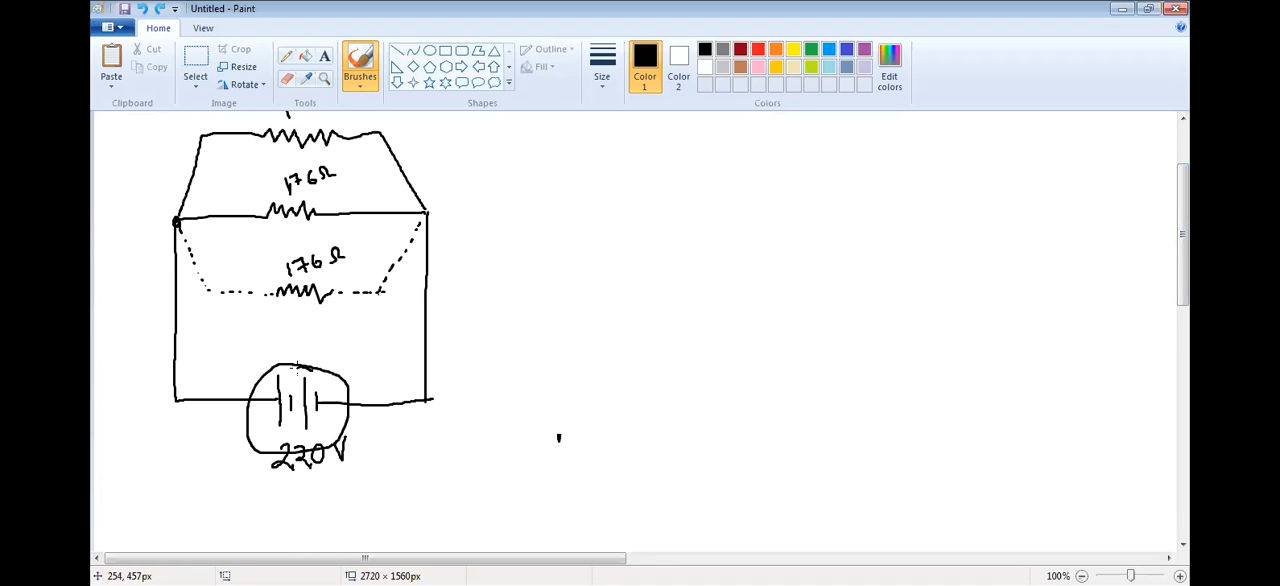 Untitled - Paint
Home
View
Paste
Cut
Copy
Clipboard
Select
Crop
Resize
Rotate
Image
A
Tools
Brushes
Outline
Fill
Shapes
Size
Color 1
Color 2
Edit colors
Colors
176Ω
176Ω
220V
254, 457px
2720 × 1560px
100%